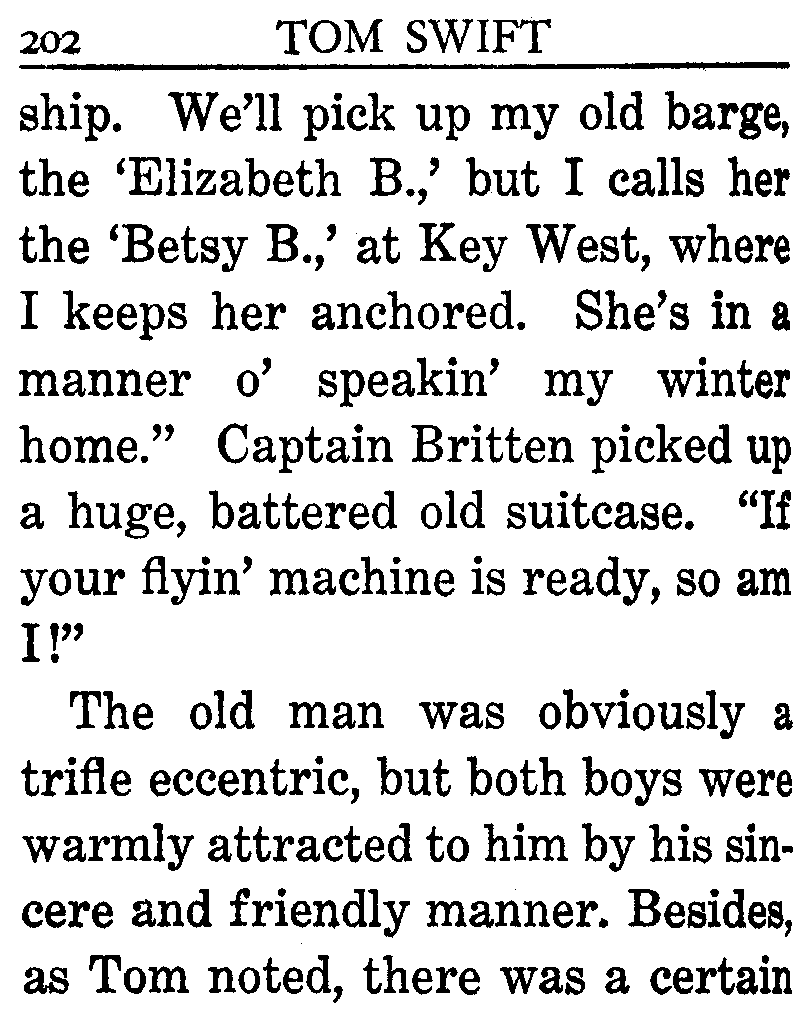 202 TOM SWIFT
ship. We'll pick up my old barge,
the ‘Elizabeth B.,’ but I calls her
the ‘Betsy B.,’ at Key West, where
I keeps her anchored. She’s in a
manner o’ speakin’ my winter
home.” Captain Britten picked up
a huge, battered old suitcase. “If
your flyin’ machine is ready, so am
I!”
The old man was obviously a
trifle eccentric, but both boys were
warmly attracted to him by his sin-
cere and friendly manner. Besides,
as Tom noted, there was a certain